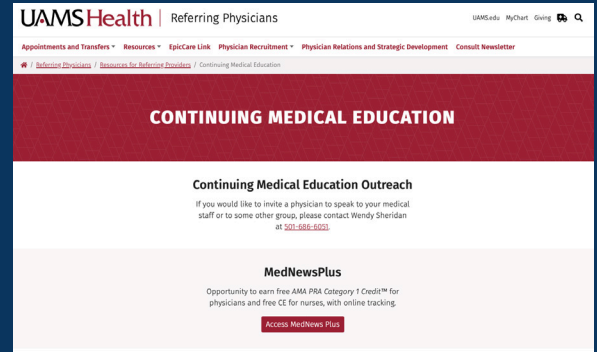 UAMSHealth | Referring Physicians
UAMS.edu MyChart Giving
Appointments and Transfers Resources EpicCare Link Physician Recruitment Physician Relations and Strategic Development Consult Newsletter
/ Referring Physicians / Resources for Referring Providers / Continuing Medical Education
CONTINUING MEDICAL EDUCATION
Continuing Medical Education Outreach
If you would like to invite a physician to speak to your medical
staff or to some other group, please contact Wendy Sheridan
at 501-686-6051.
MedNewsPlus
Opportunity to earn free AMA PRA Category 1 Credit™ for
physicians and free CE for nurses, with online tracking.
Access MedNews Plus